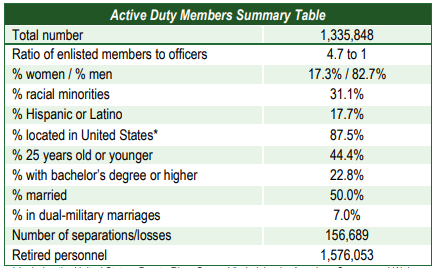 Active Duty Members Summary Table
Total number 1,335,848
Ratio of enlisted members to officers 4.7 to 1
% women / % men 17.3% / 82.7%
% racial minorities 31.1%
% Hispanic or Latino 17.7%
% located in United States* 87.5%
% 25 years old or younger 44.4%
% with bachelor's degree or higher 22.8%
% married 50.0%
% in dual-military marriages 7.0%
Number of separations/losses 156,689
Retired personnel 1,576,053